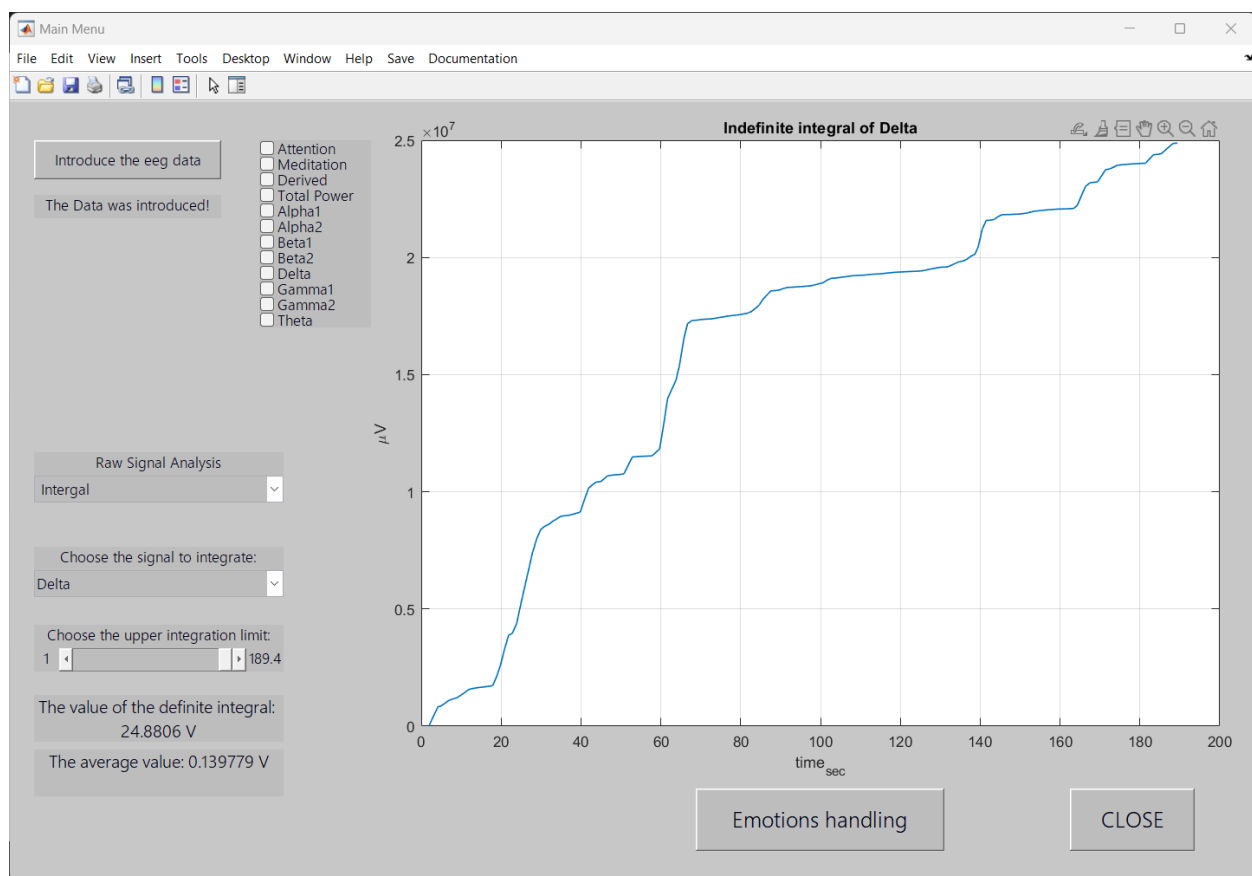 Main Menu
File Edit View Insert Tools Desktop Window Help Save Documentation
Introduce the eeg data
The Data was introduced!
Attention
Meditation
Derived
Total Power
Alpha1
Alpha2
Beta1
Beta2
Delta
Gamma1
Gamma2
Theta
Raw Signal Analysis
Intergal
Choose the signal to integrate:
Delta
Choose the upper integration limit:
1 189.4
The value of the definite integral:
24.8806 V
The average value: 0.139779 V
Indefinite integral of Delta
×10^7
2.5
2
1.5
1
0.5
0
μV
0 20 40 60 80 100 120 140 160 180 200
time_sec
Emotions handling
CLOSE